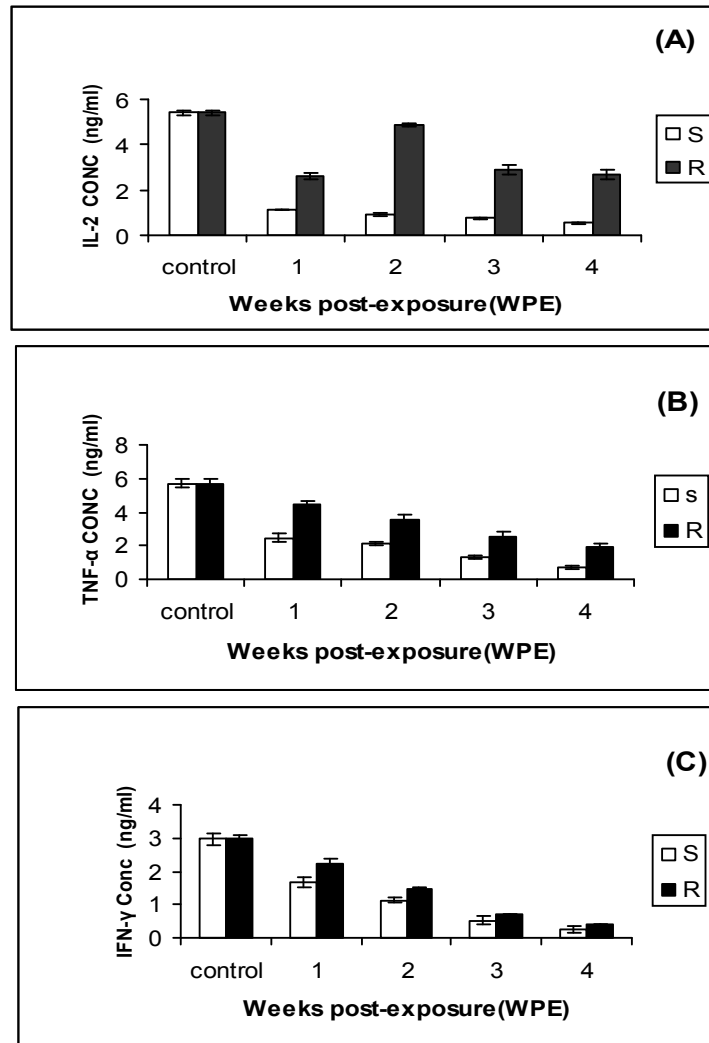 (A)
IL-2 CONC (ng/ml)
6
4
2
0
control 1 2 3 4
Weeks post-exposure(WPE)
S
R
(B)
TNF-α CONC (ng/ml)
8
6
4
2
0
control 1 2 3 4
Weeks post-exposure(WPE)
s
R
(C)
IFN-γ Conc (ng/ml)
4
3
2
1
0
control 1 2 3 4
Weeks post-exposure(WPE)
S
R